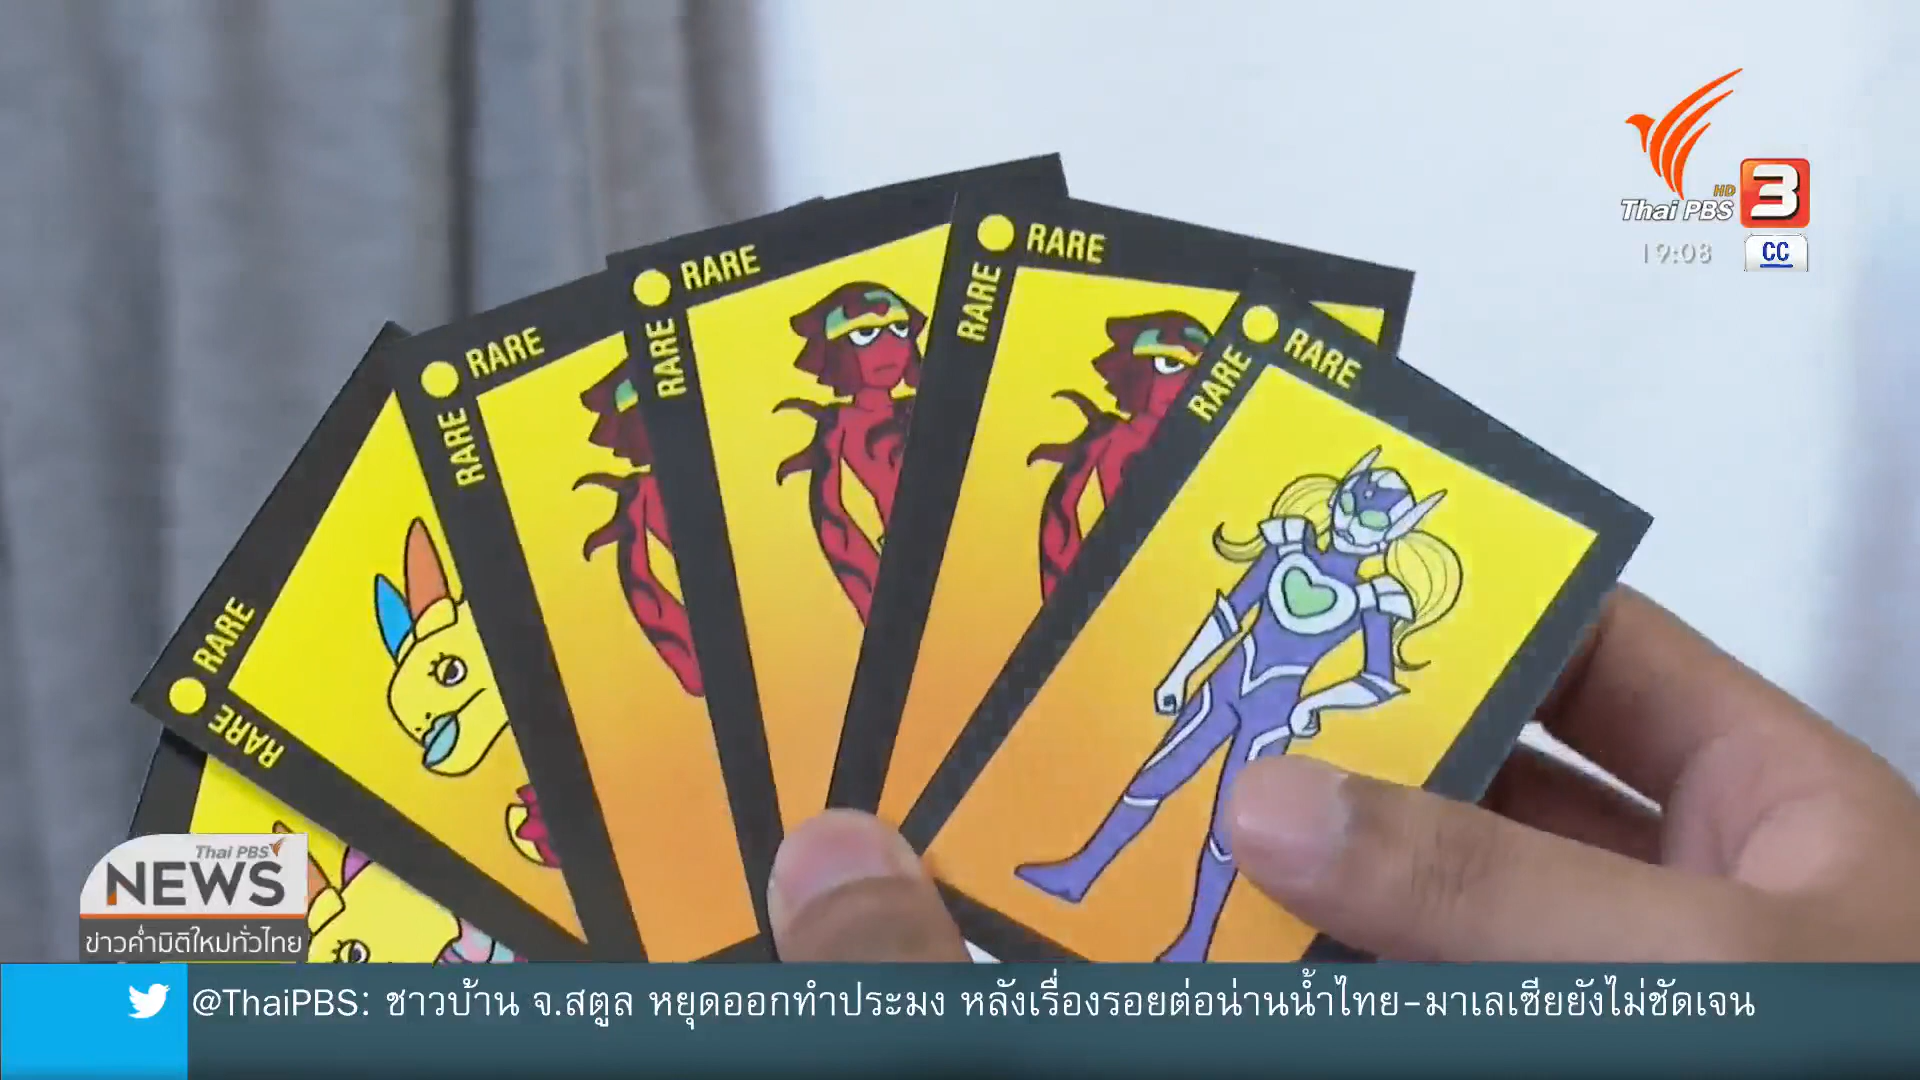 Thai PBS HD 3
19:08 CC
RARE
RARE
RARE
RARE
RARE
RARE
RARE
RARE
RARE
RARE
Thai PBS
NEWS
ข่าวค่ำมิติใหม่ทั่วไทย
@ThaiPBS: ชาวบ้าน จ.สตูล หยุดออกทำประมง หลังเรื่องรอยต่อน่านน้ำไทย-มาเลเซียยังไม่ชัดเจน